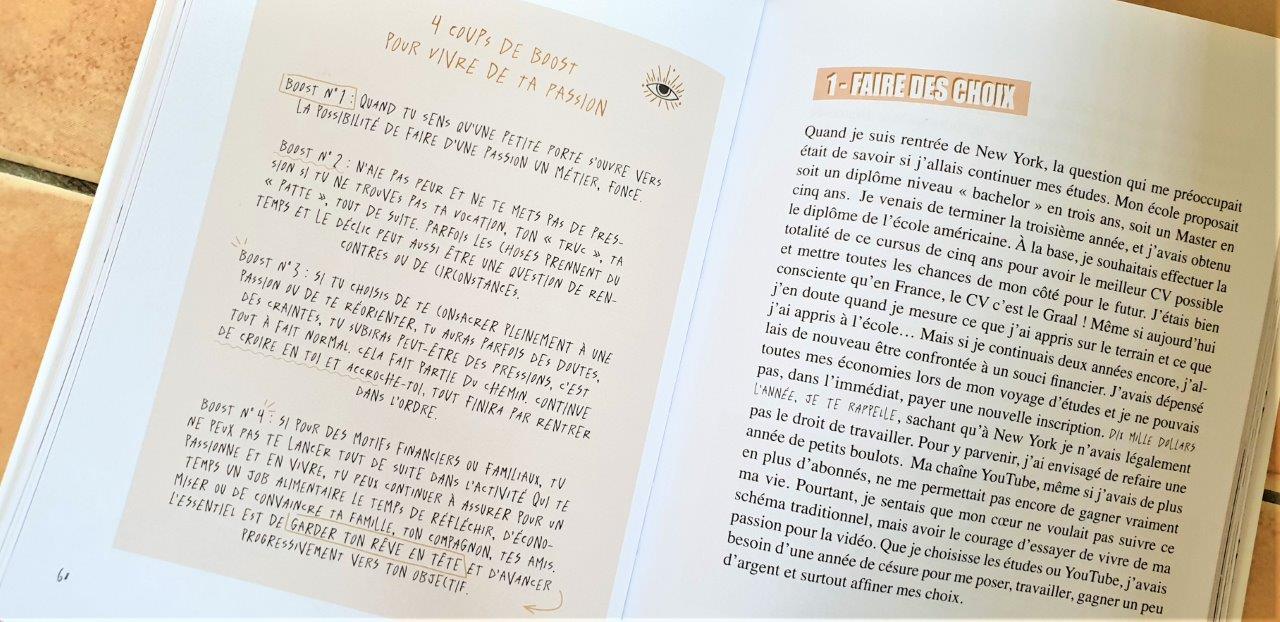 4 COUPS DE BOOST
POUR VIVRE DE TA PASSION
BOOST N°1 : QUAND TU SENS QU'UNE PETITE PORTE S'OUVRE VERS
LA POSSIBILITÉ DE FAIRE D'UNE PASSION UN MÉTIER, FONCE.
BOOST N°2 : N'AIE PAS PEUR ET NE TE METS PAS DE PRES-
SION SI TU NE TROUVES PAS TA VOCATION, TON « TRUC », TA
« PATTE », TOUT DE SUITE. PARFOIS LES CHOSES PRENNENT DU
TEMPS ET LE DÉCLIC PEUT AUSSI ÊTRE UNE QUESTION DE REN-
CONTRES OU DE CIRCONSTANCES.
BOOST N°3 : SI TU CHOISIS DE TE CONSACRER PLEINEMENT À UNE
PASSION OU DE TE RÉORIENTER, TU AURAS PARFOIS DES DOUTES,
DES CRAINTES, TU SUBIRAS PEUT-ÊTRE DES PRESSIONS, C'EST
TOUT À FAIT NORMAL. CELA FAIT PARTIE DU CHEMIN. CONTINUE
DE CROIRE EN TOI ET ACCROCHE-TOI, TOUT FINIRA PAR RENTRER
DANS L'ORDRE.
BOOST N°4 : SI POUR DES MOTIFS FINANCIERS OU FAMILIAUX, TU
NE PEUX PAS TE LANCER TOUT DE SUITE DANS L'ACTIVITÉ QUI TE
PASSIONNE ET EN VIVRE, TU PEUX CONTINUER À ASSURER POUR UN
TEMPS UN JOB ALIMENTAIRE LE TEMPS DE RÉFLÉCHIR, D'ÉCONO-
MISER OU DE CONVAINCRE TA FAMILLE, TON COMPAGNON, TES AMIS.
L'ESSENTIEL EST DE GARDER TON RÊVE EN TÊTE ET D'AVANCER
PROGRESSIVEMENT VERS TON OBJECTIF.
1 - FAIRE DES CHOIX
Quand je suis rentrée de New York, la question qui me préoccupait
était de savoir si j'allais continuer mes études. Mon école proposait
soit un diplôme niveau « bachelor » en trois ans, soit un Master en
cinq ans. Je venais de terminer la troisième année, et j'avais obtenu
le diplôme de l'école américaine. À la base, je souhaitais effectuer la
totalité de ce cursus de cinq ans pour avoir le meilleur CV possible
et mettre toutes les chances de mon côté pour le futur. J'étais bien
consciente qu'en France, le CV c'est le Graal ! Même si aujourd'hui
j'en doute quand je mesure ce que j'ai appris sur le terrain et ce que
j'ai appris à l'école… Mais si je continuais deux années encore, j'al-
lais de nouveau être confrontée à un souci financier. J'avais dépensé
toutes mes économies lors de mon voyage d'études et je ne pouvais
pas, dans l'immédiat, payer une nouvelle inscription. DIX MILLE DOLLARS
L'ANNÉE, JE TE RAPPELLE, sachant qu'à New York je n'avais légalement
pas le droit de travailler. Pour y parvenir, j'ai envisagé de refaire une
année de petits boulots. Ma chaîne YouTube, même si j'avais de plus
en plus d'abonnés, ne me permettait pas encore de gagner vraiment
ma vie. Pourtant, je sentais que mon cœur ne voulait pas suivre ce
schéma traditionnel, mais avoir le courage d'essayer de vivre de ma
passion pour la vidéo. Que je choisisse les études ou YouTube, j'avais
besoin d'une année de césure pour me poser, travailler, gagner un peu
d'argent et surtout affiner mes choix.